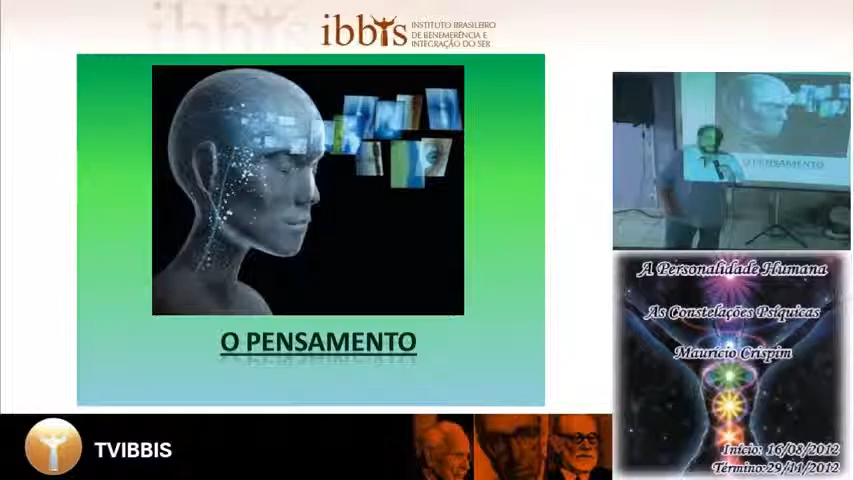 ibbis
INSTITUTO BRASILEIRO
DE BENEMERÊNCIA E
INTEGRAÇÃO DO SER
O PENSAMENTO
O PENSAMENTO
A Personalidade Humana
As Constelações Psíquicas
Maurício Crispim
Início: 16/08/2012
Término:29/11/2012
TVIBBIS